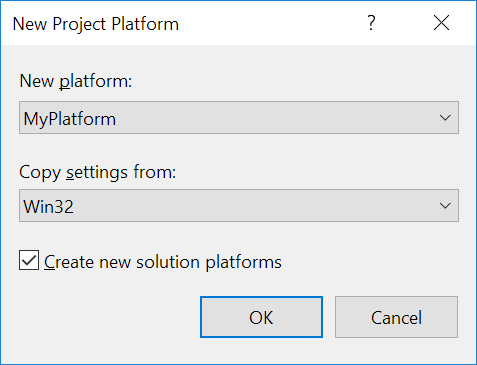 New Project Platform ?
New platform:
MyPlatform
Copy settings from:
Win32
Create new solution platforms
OK Cancel